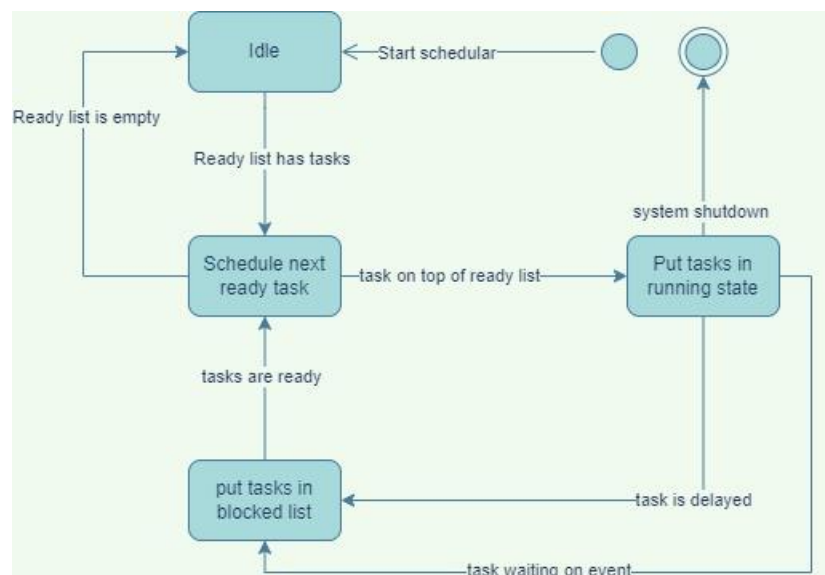 Idle
Start schedular
Ready list is empty
Ready list has tasks
system shutdown
Schedule next
ready task
task on top of ready list
Put tasks in
running state
tasks are ready
put tasks in
blocked list
task is delayed
task waiting on event